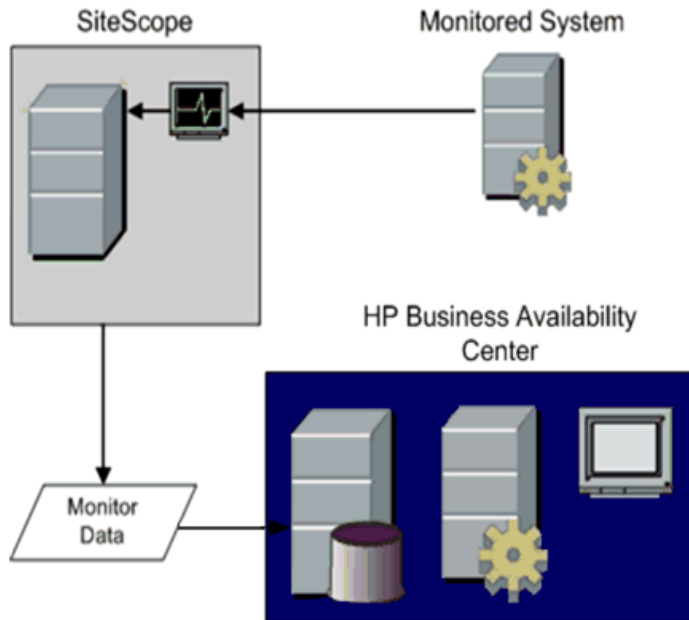 SiteScope
Monitored System
HP Business Availability
Center
Monitor
Data